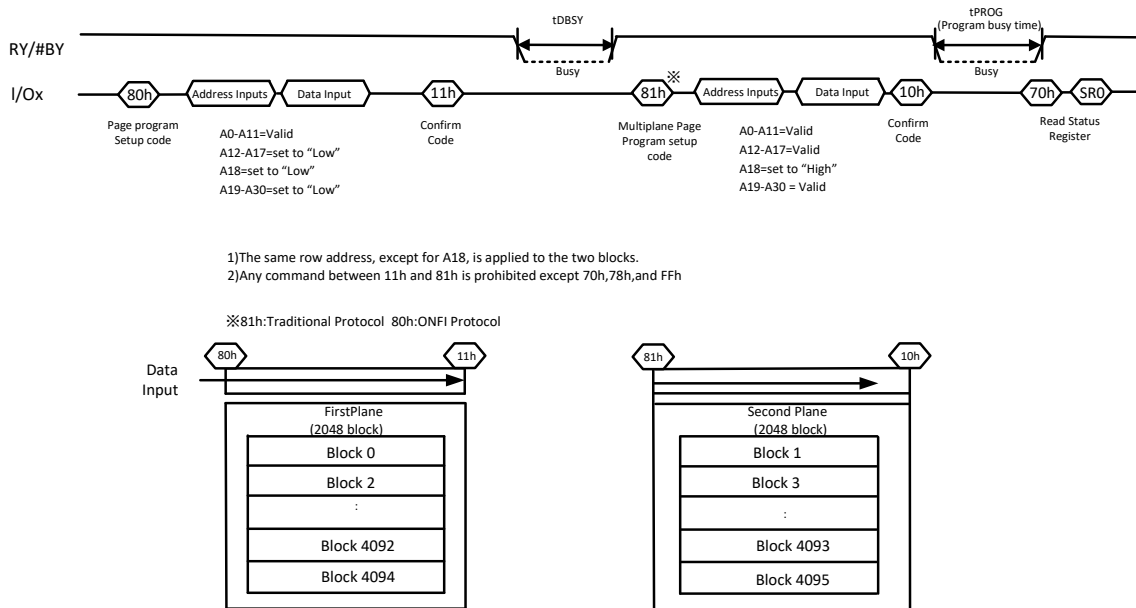 tDBSY
tPROG
(Program busy time)
RY/#BY
Busy
Busy
I/Ox
80h
Address Inputs
Data Input
11h
81h
※
Address Inputs
Data Input
10h
70h
SR0
Page program
Setup code
A0-A11=Valid
A12-A17=set to “Low”
A18=set to “Low”
A19-A30=set to “Low”
Confirm
Code
Multiplane Page
Program setup
code
A0-A11=Valid
A12-A17=Valid
A18=set to “High”
A19-A30 = Valid
Confirm
Code
Read Status
Register
1)The same row address, except for A18, is applied to the two blocks.
2)Any command between 11h and 81h is prohibited except 70h,78h,and FFh
※81h:Traditional Protocol 80h:ONFI Protocol
80h
11h
Data
Input
FirstPlane
(2048 block)
Block 0
Block 2
:
Block 4092
Block 4094
81h
10h
Second Plane
(2048 block)
Block 1
Block 3
:
Block 4093
Block 4095